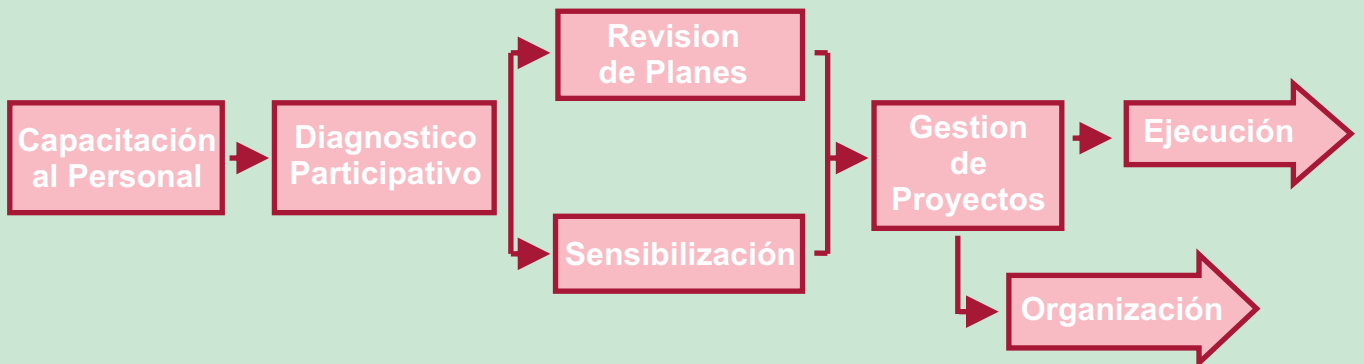 Capacitación
al Personal
Diagnostico
Participativo
Revision
de Planes
Sensibilización
Gestion
de
Proyectos
Ejecución
Organización